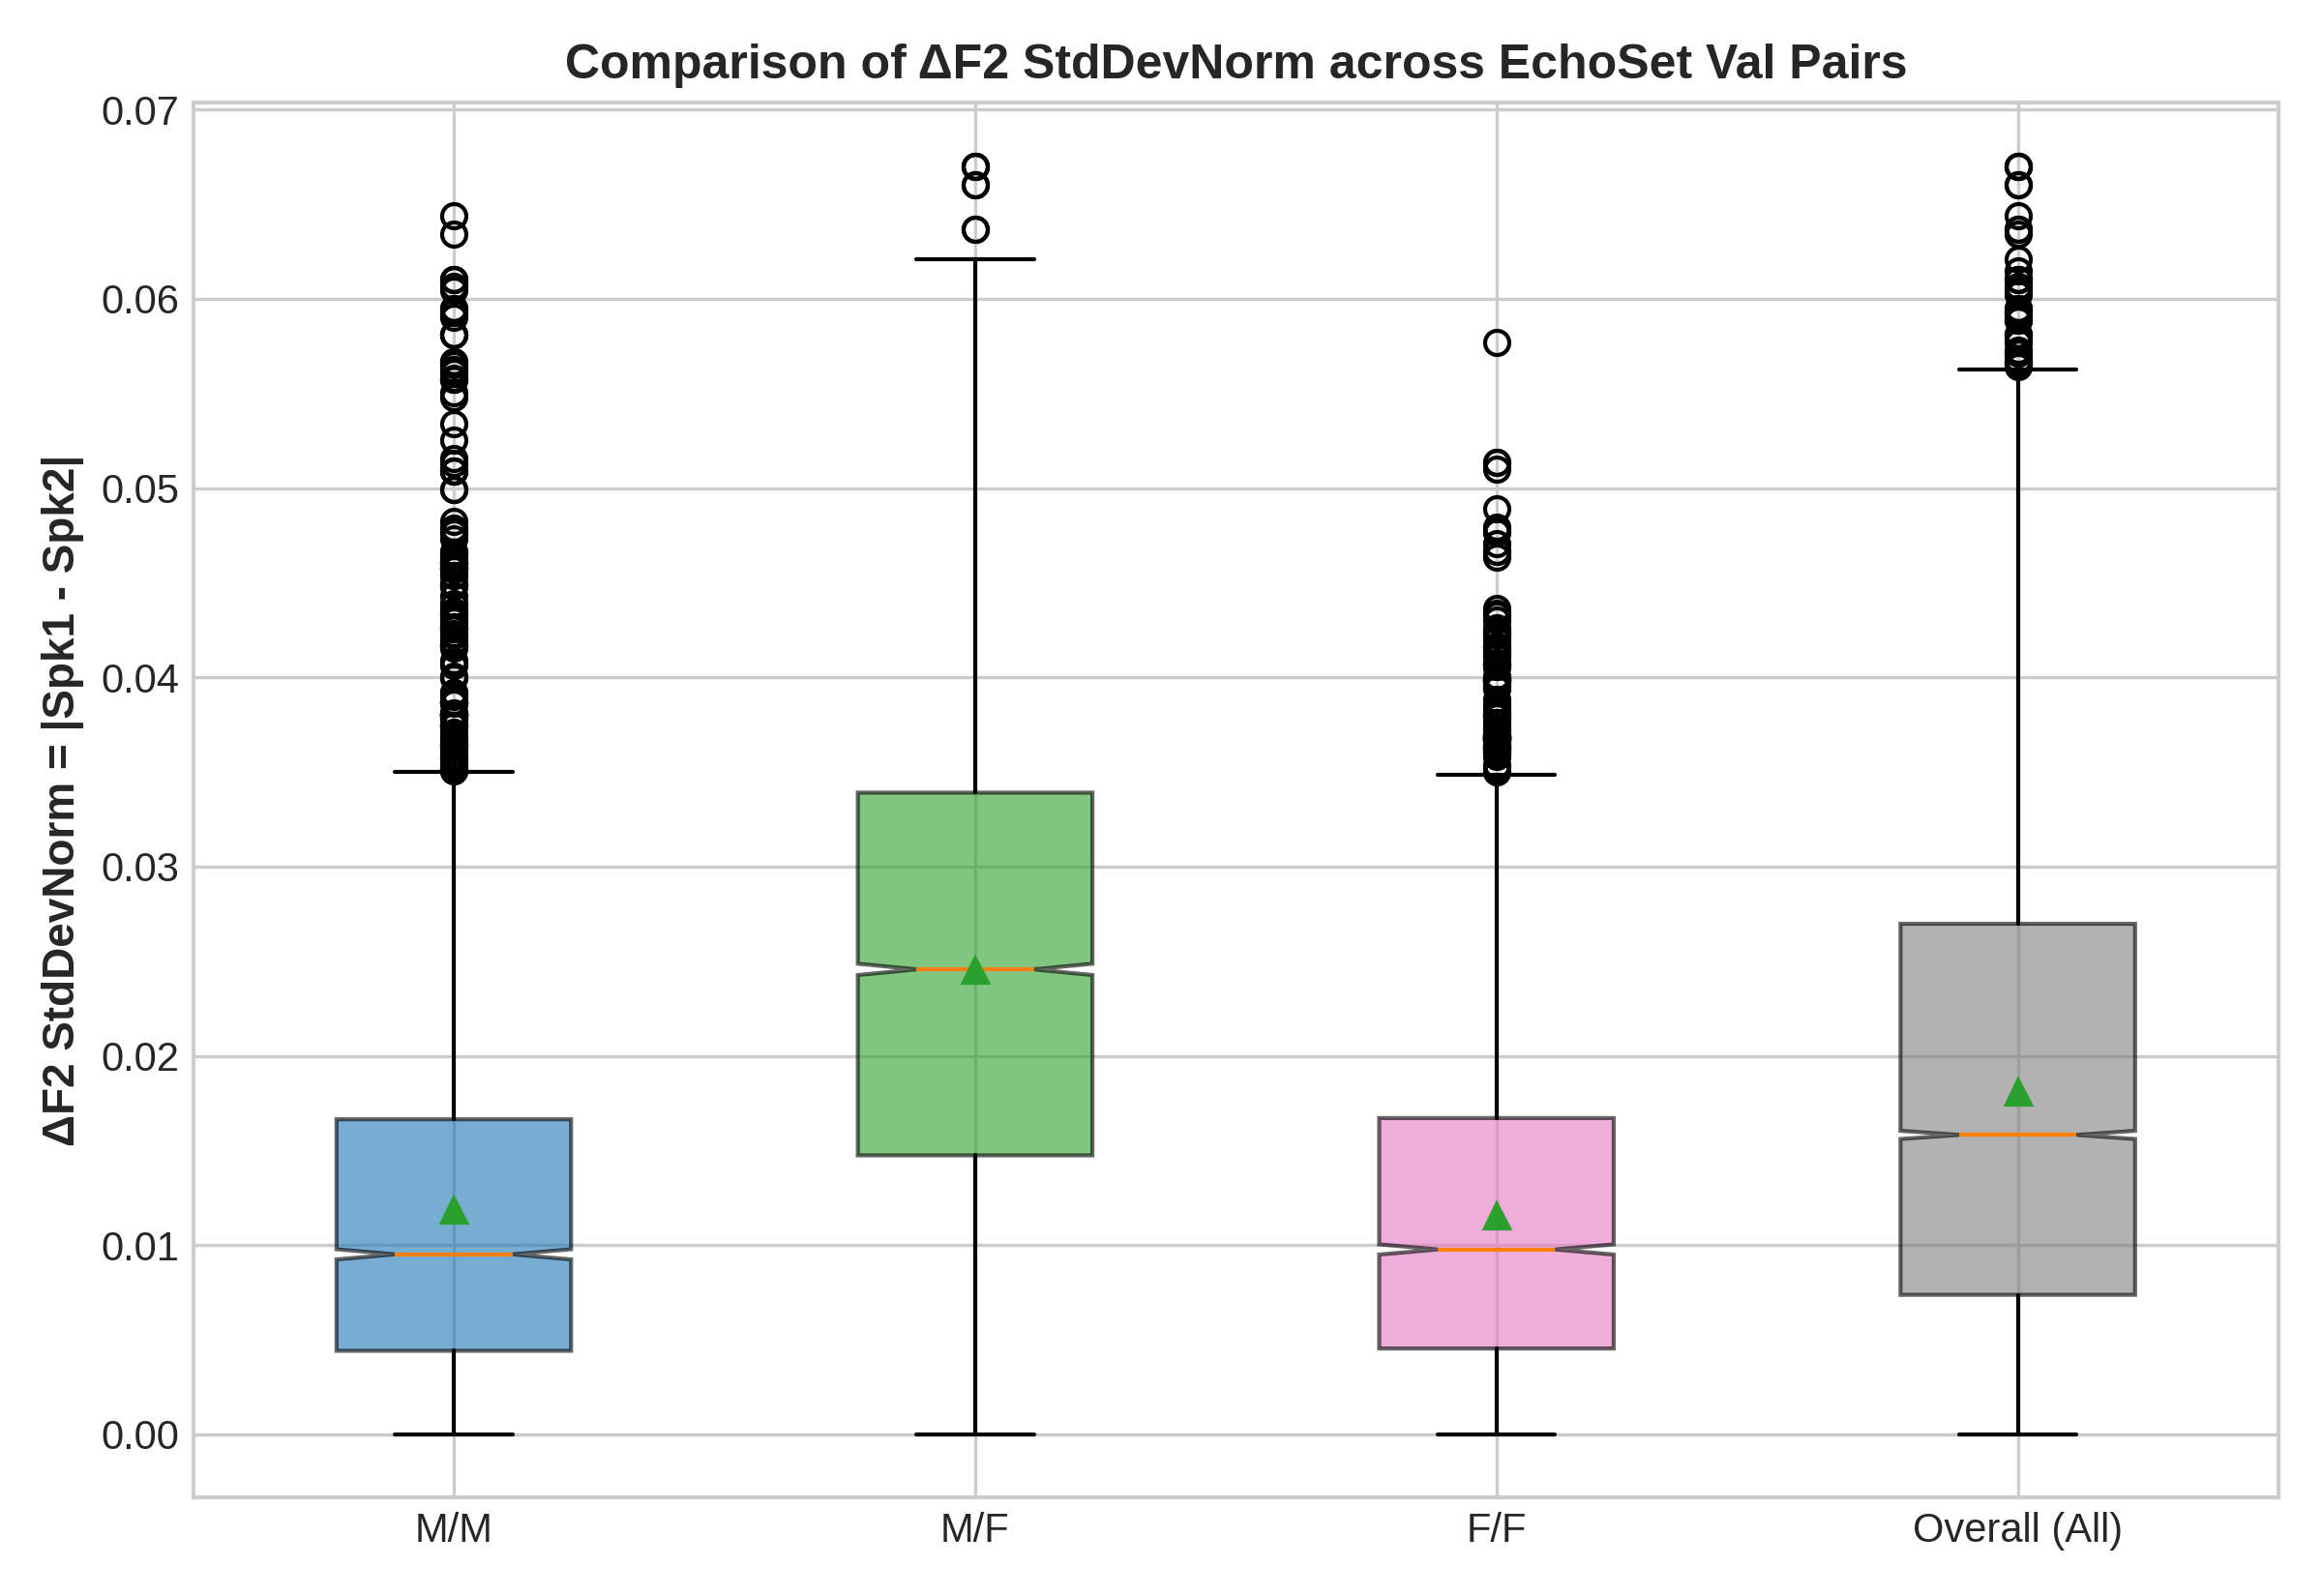 Comparison of ΔF2 StdDevNorm across EchoSet Val Pairs
ΔF2 StdDevNorm = |Spk1 - Spk2|
0.07
0.06
0.05
0.04
0.03
0.02
0.01
0.00
M/M
M/F
F/F
Overall (All)